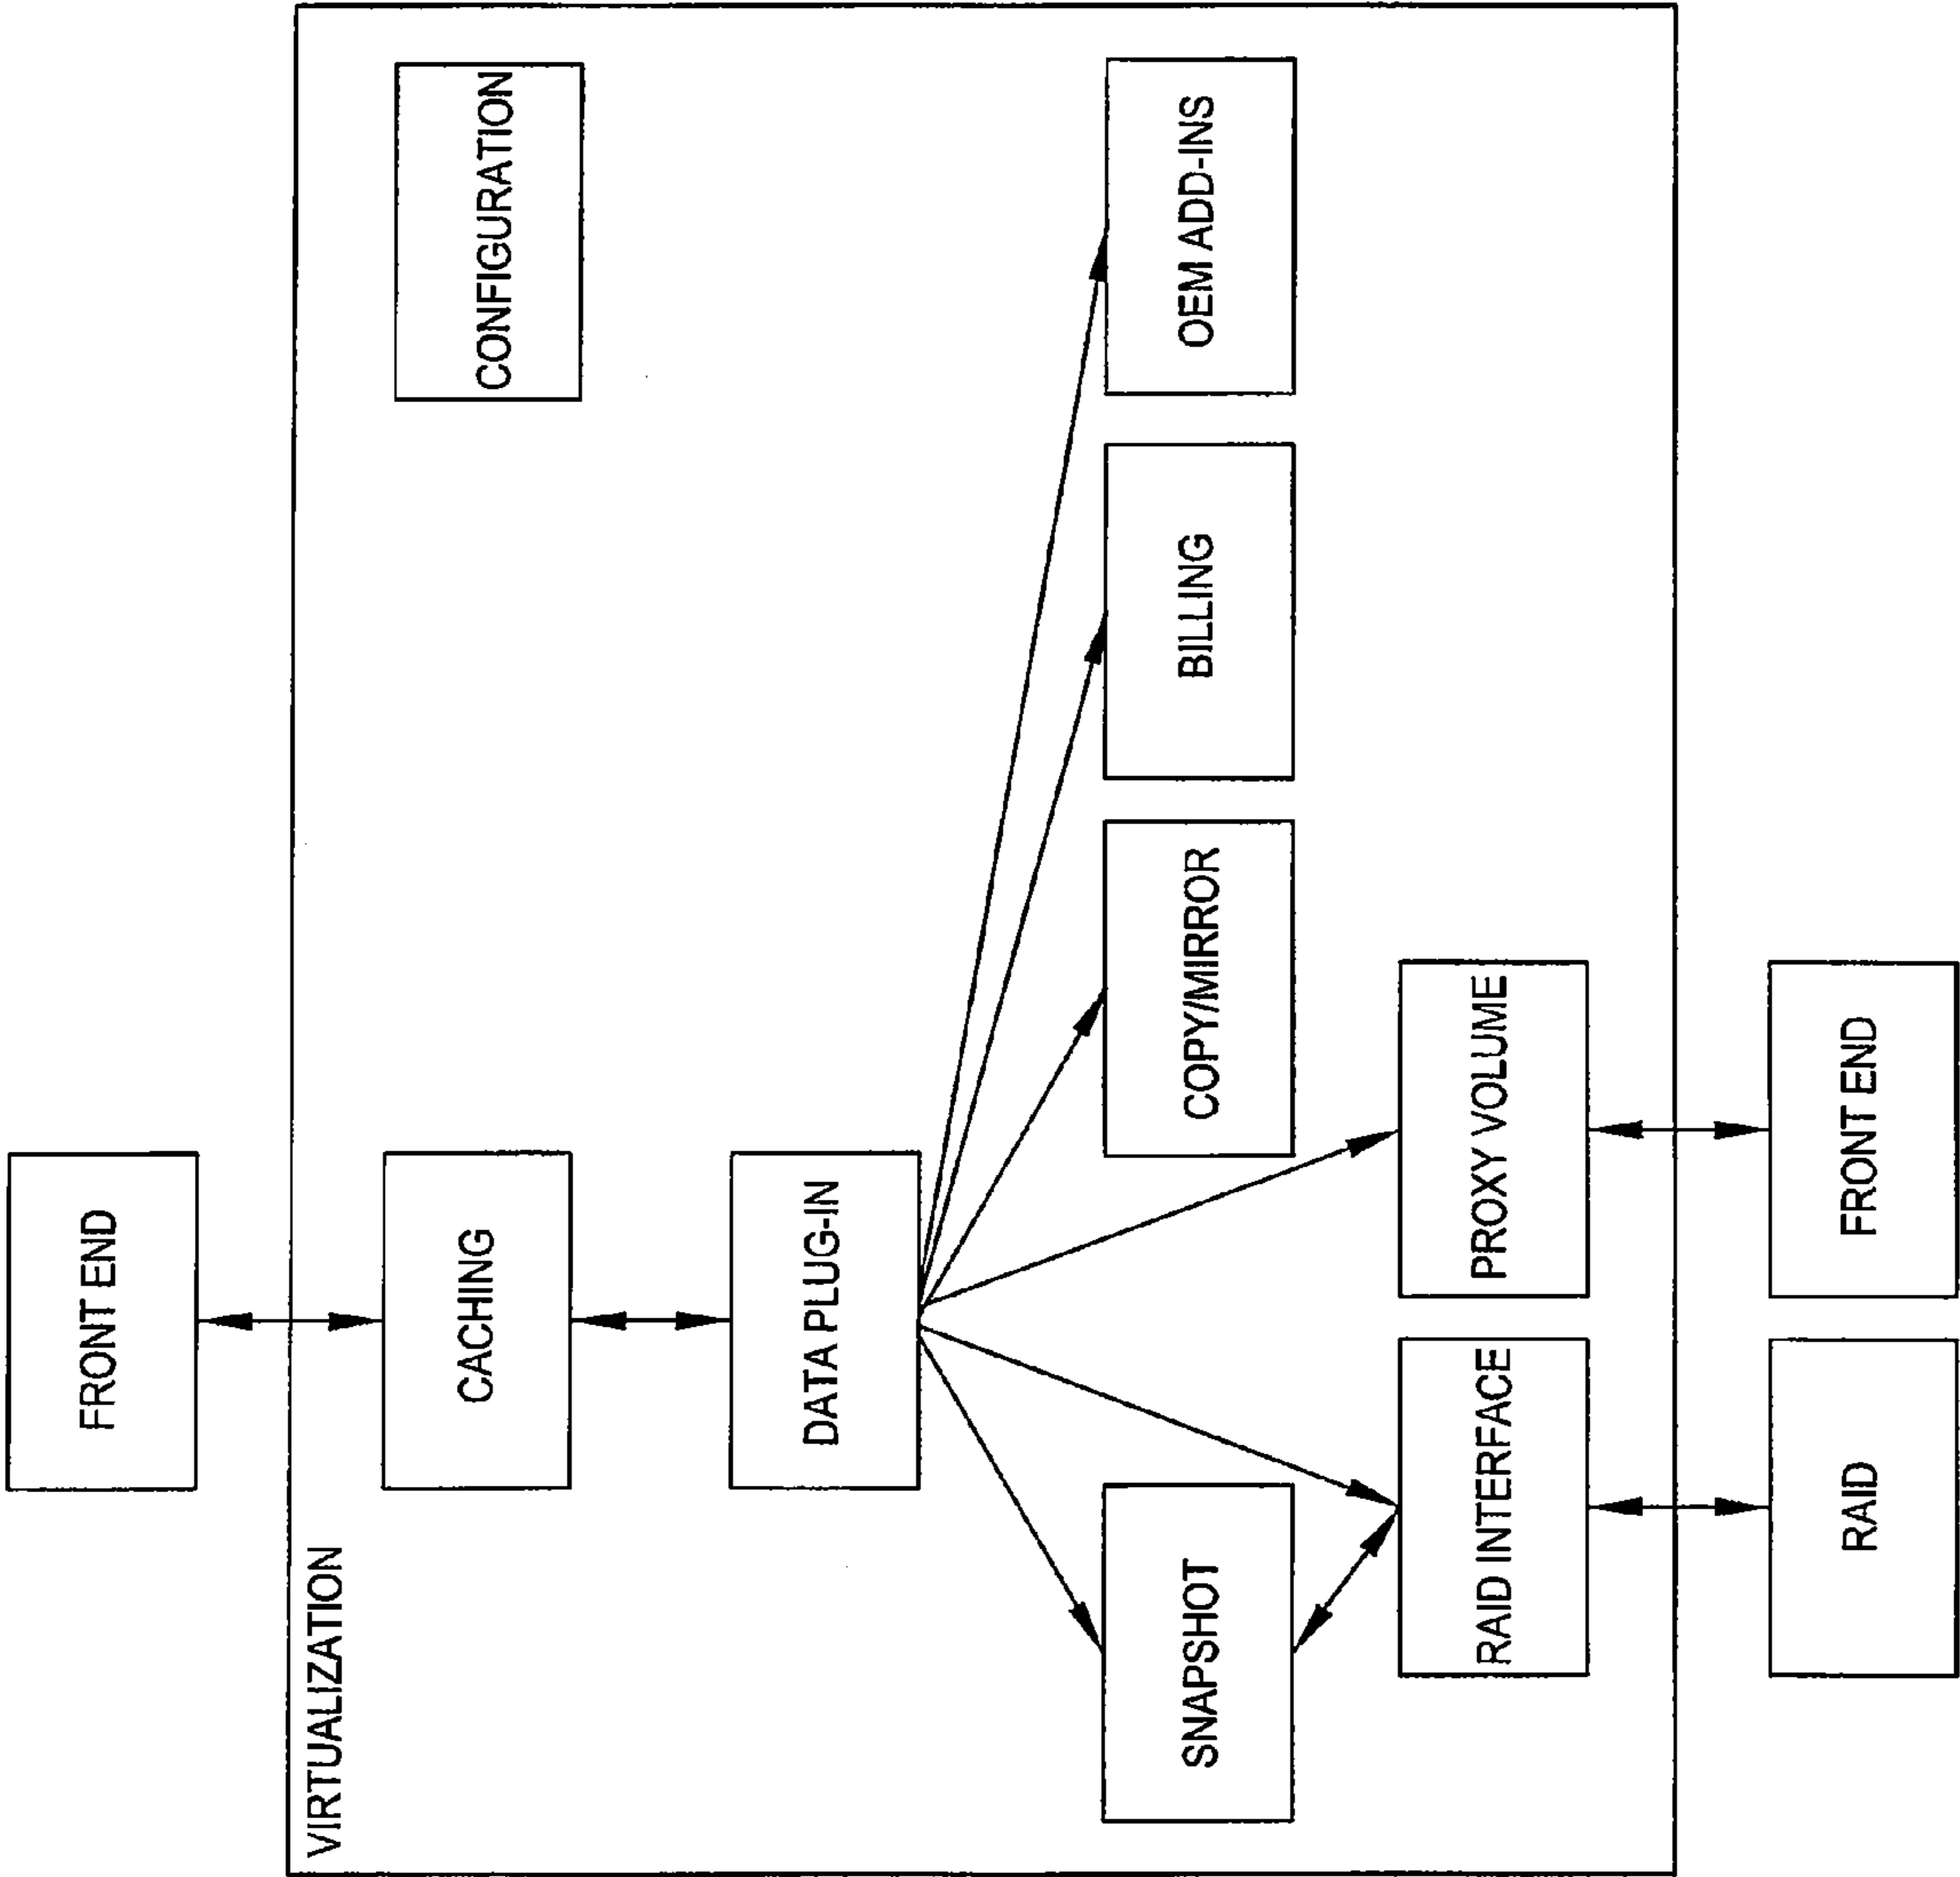 FRONT END
VIRTUALIZATION
CACHING
CONFIGURATION
DATA PLUG-IN
SNAPSHOT
COPY/MIRROR
BILLING
OEM ADD-INS
RAID INTERFACE
PROXY VOLUME
RAID
FRONT END